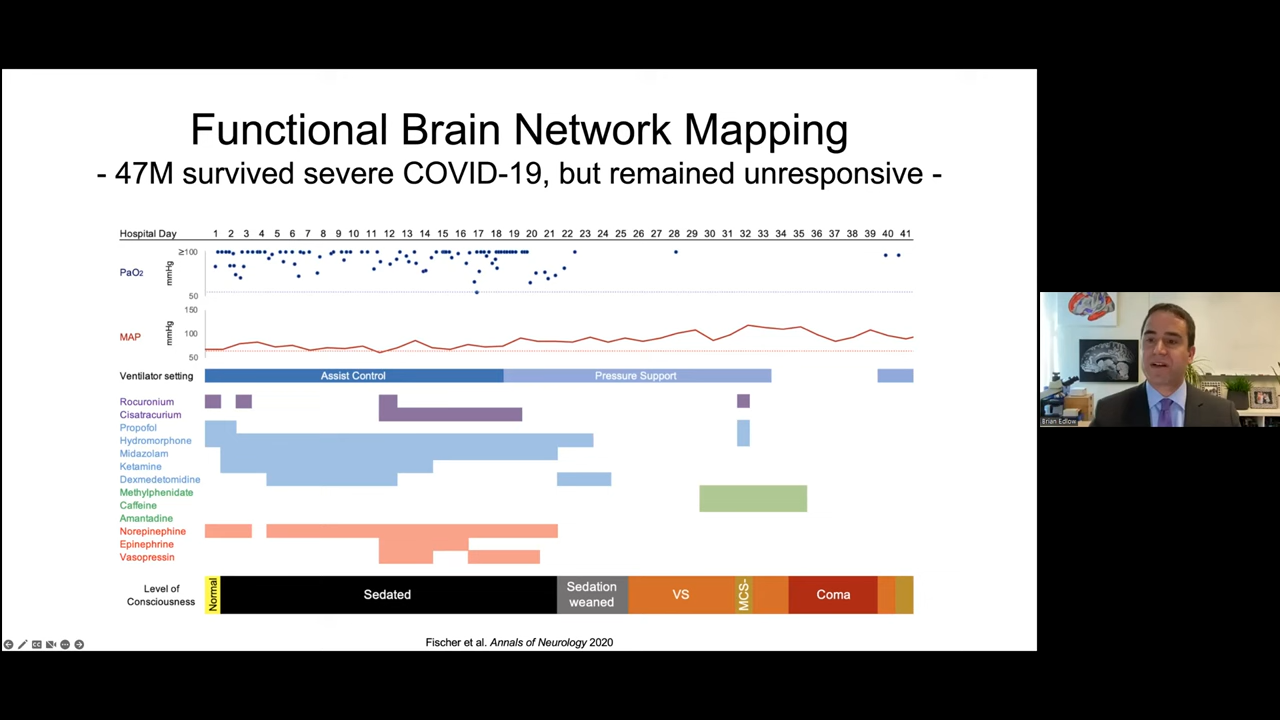 Functional Brain Network Mapping
- 47M survived severe COVID-19, but remained unresponsive -
Hospital Day 1 2 3 4 5 6 7 8 9 10 11 12 13 14 15 16 17 18 19 20 21 22 23 24 25 26 27 28 29 30 31 32 33 34 35 36 37 38 39 40 41
≥100
PaO2
mmHg
50
150
MAP
mmHg
100
50
Ventilator setting Assist Control Pressure Support
Rocuronium
Cisatracurium
Propofol
Hydromorphone
Midazolam
Ketamine
Dexmedetomidine
Methylphenidate
Caffeine
Amantadine
Norepinephine
Epinephrine
Vasopressin
Level of
Consciousness
Normal
Sedated
Sedation
weaned
VS
MCS-
Coma
Fischer et al. Annals of Neurology 2020
Brian Edlow